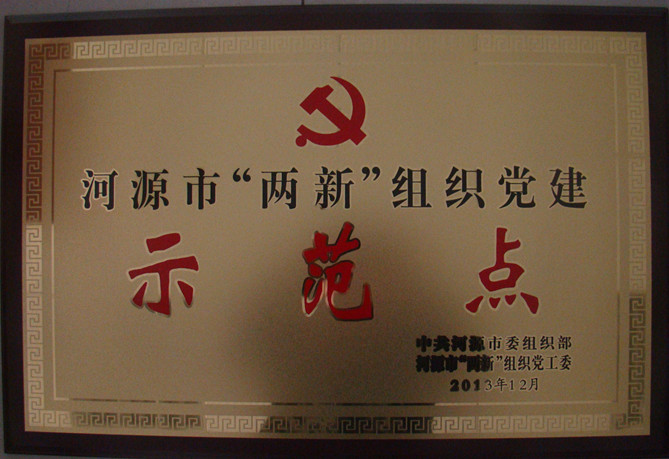 河源市“两新”组织党建
示范点
中共河源市委组织部
河源市“两新”组织党工委
2013年12月